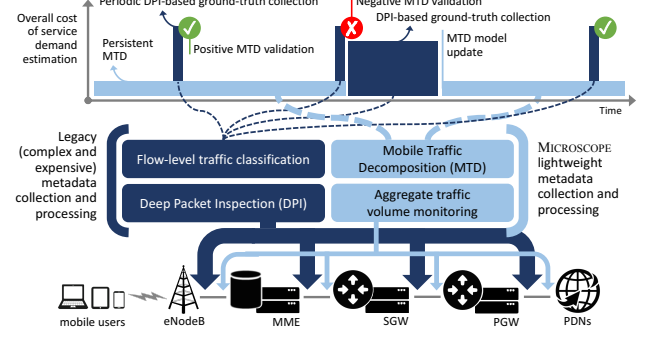 Periodic DPI-based ground-truth collection
Negative MTD validation
Overall cost
of service
demand
estimation
DPI-based ground-truth collection
Persistent
MTD
Positive MTD validation
MTD model
update
Time
Legacy
(complex and
expensive)
metadata
collection and
processing
Flow-level traffic classification
Mobile Traffic
Decomposition (MTD)
Deep Packet Inspection (DPI)
Aggregate traffic
volume monitoring
MICROSCOPE
lightweight
metadata
collection and
processing
mobile users
eNodeB
MME
SGW
PGW
PDNs